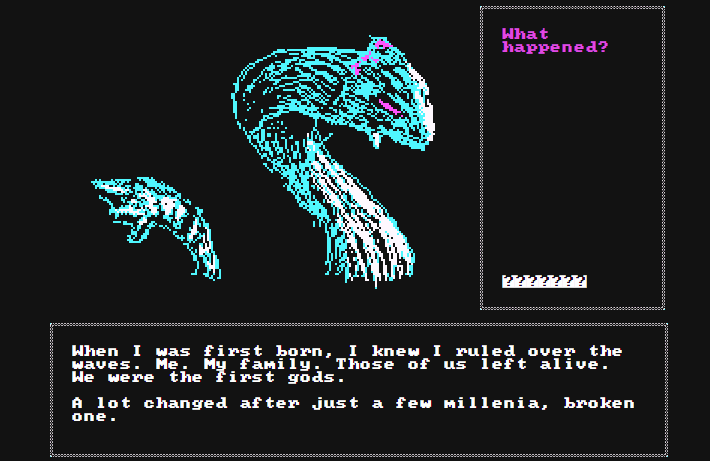 What
happened?
When I was first born, I knew I ruled over the
waves. Me. My family. Those of us left alive.
We were the first gods.
A lot changed after just a few millenia, broken
one.